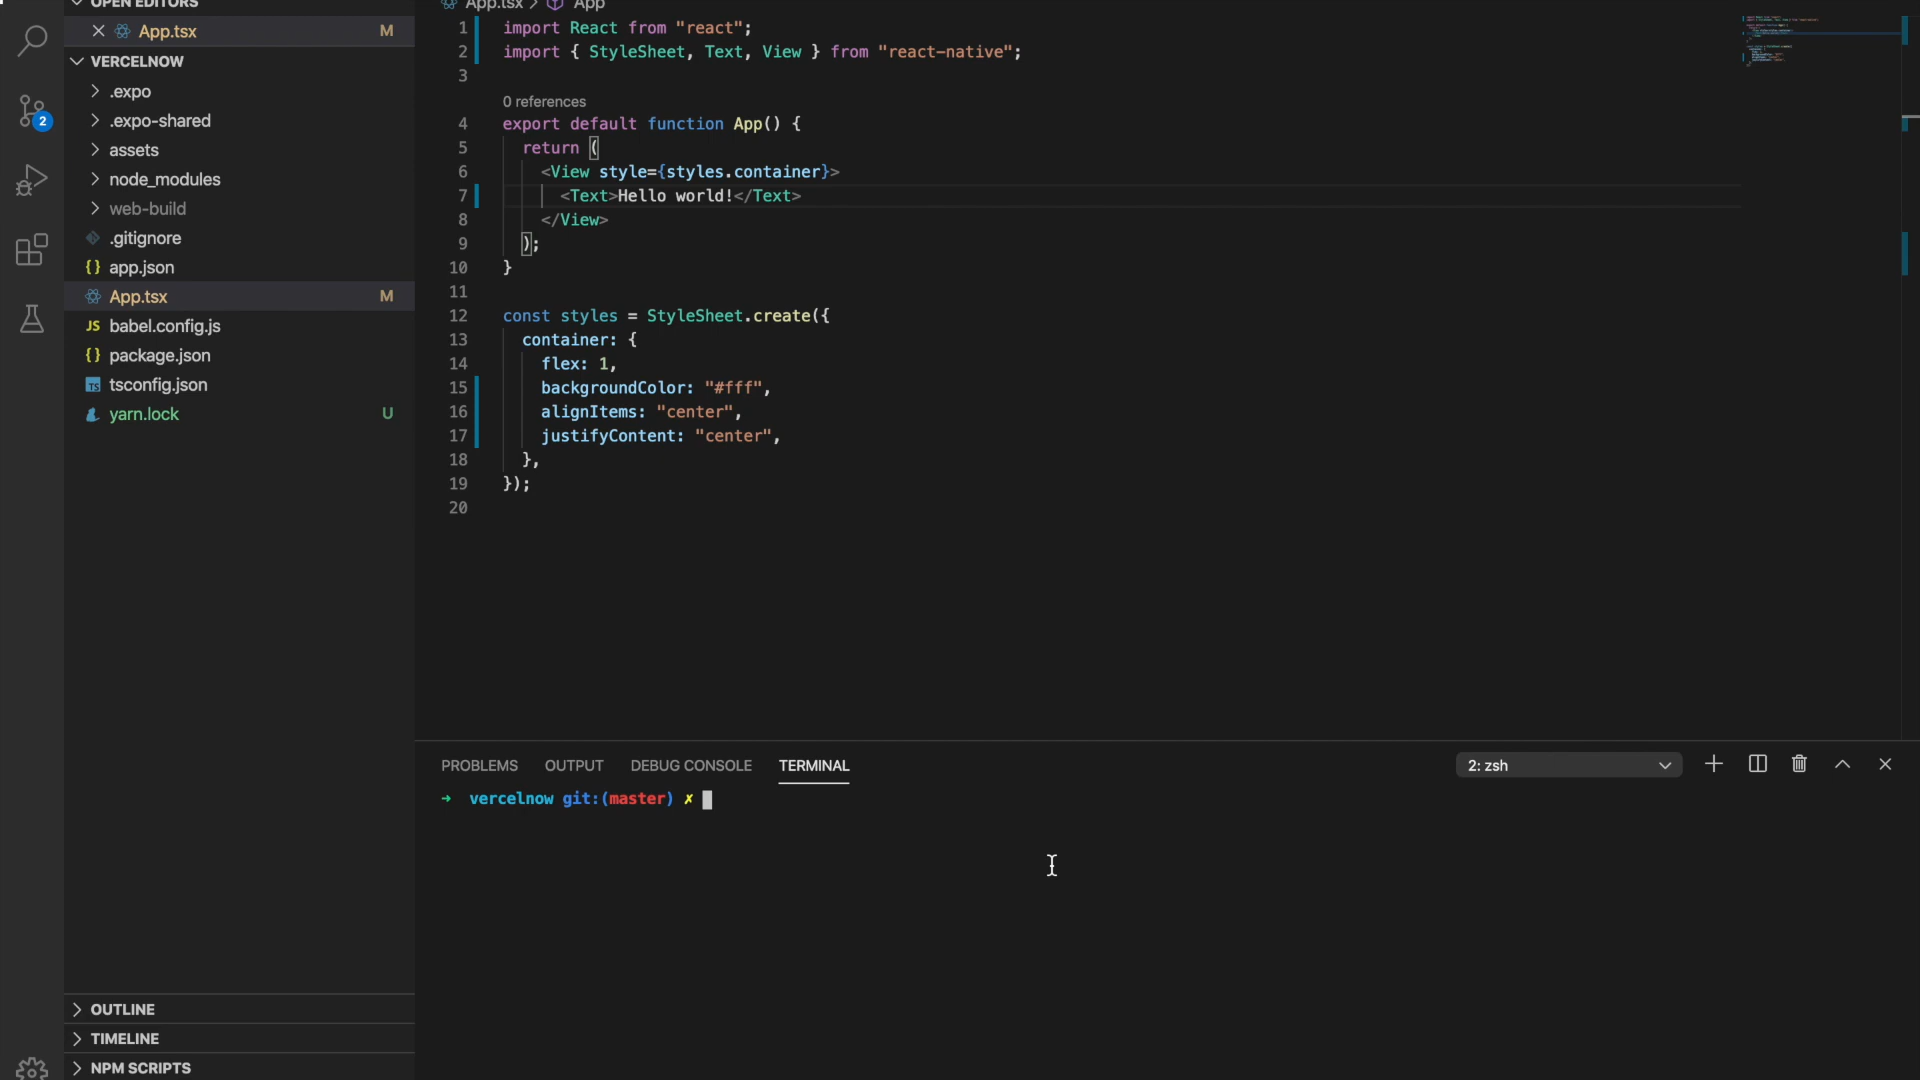 OPEN EDITORS
App.tsx M
VERCELNOW
.expo
.expo-shared
assets
node_modules
web-build
.gitignore
{} app.json
App.tsx M
JS babel.config.js
{} package.json
TS tsconfig.json
yarn.lock U
2
OUTLINE
TIMELINE
NPM SCRIPTS
App.tsx > App
1 import React from "react";
2 import { StyleSheet, Text, View } from "react-native";
3
0 references
4 export default function App() {
5 return (
6 <View style={styles.container}>
7 <Text>Hello world!</Text>
8 </View>
9 );
10 }
11
12 const styles = StyleSheet.create({
13 container: {
14 flex: 1,
15 backgroundColor: "#fff",
16 alignItems: "center",
17 justifyContent: "center",
18 },
19 });
20
PROBLEMS OUTPUT DEBUG CONSOLE TERMINAL 2: zsh
→ vercelnow git:(master) ✗